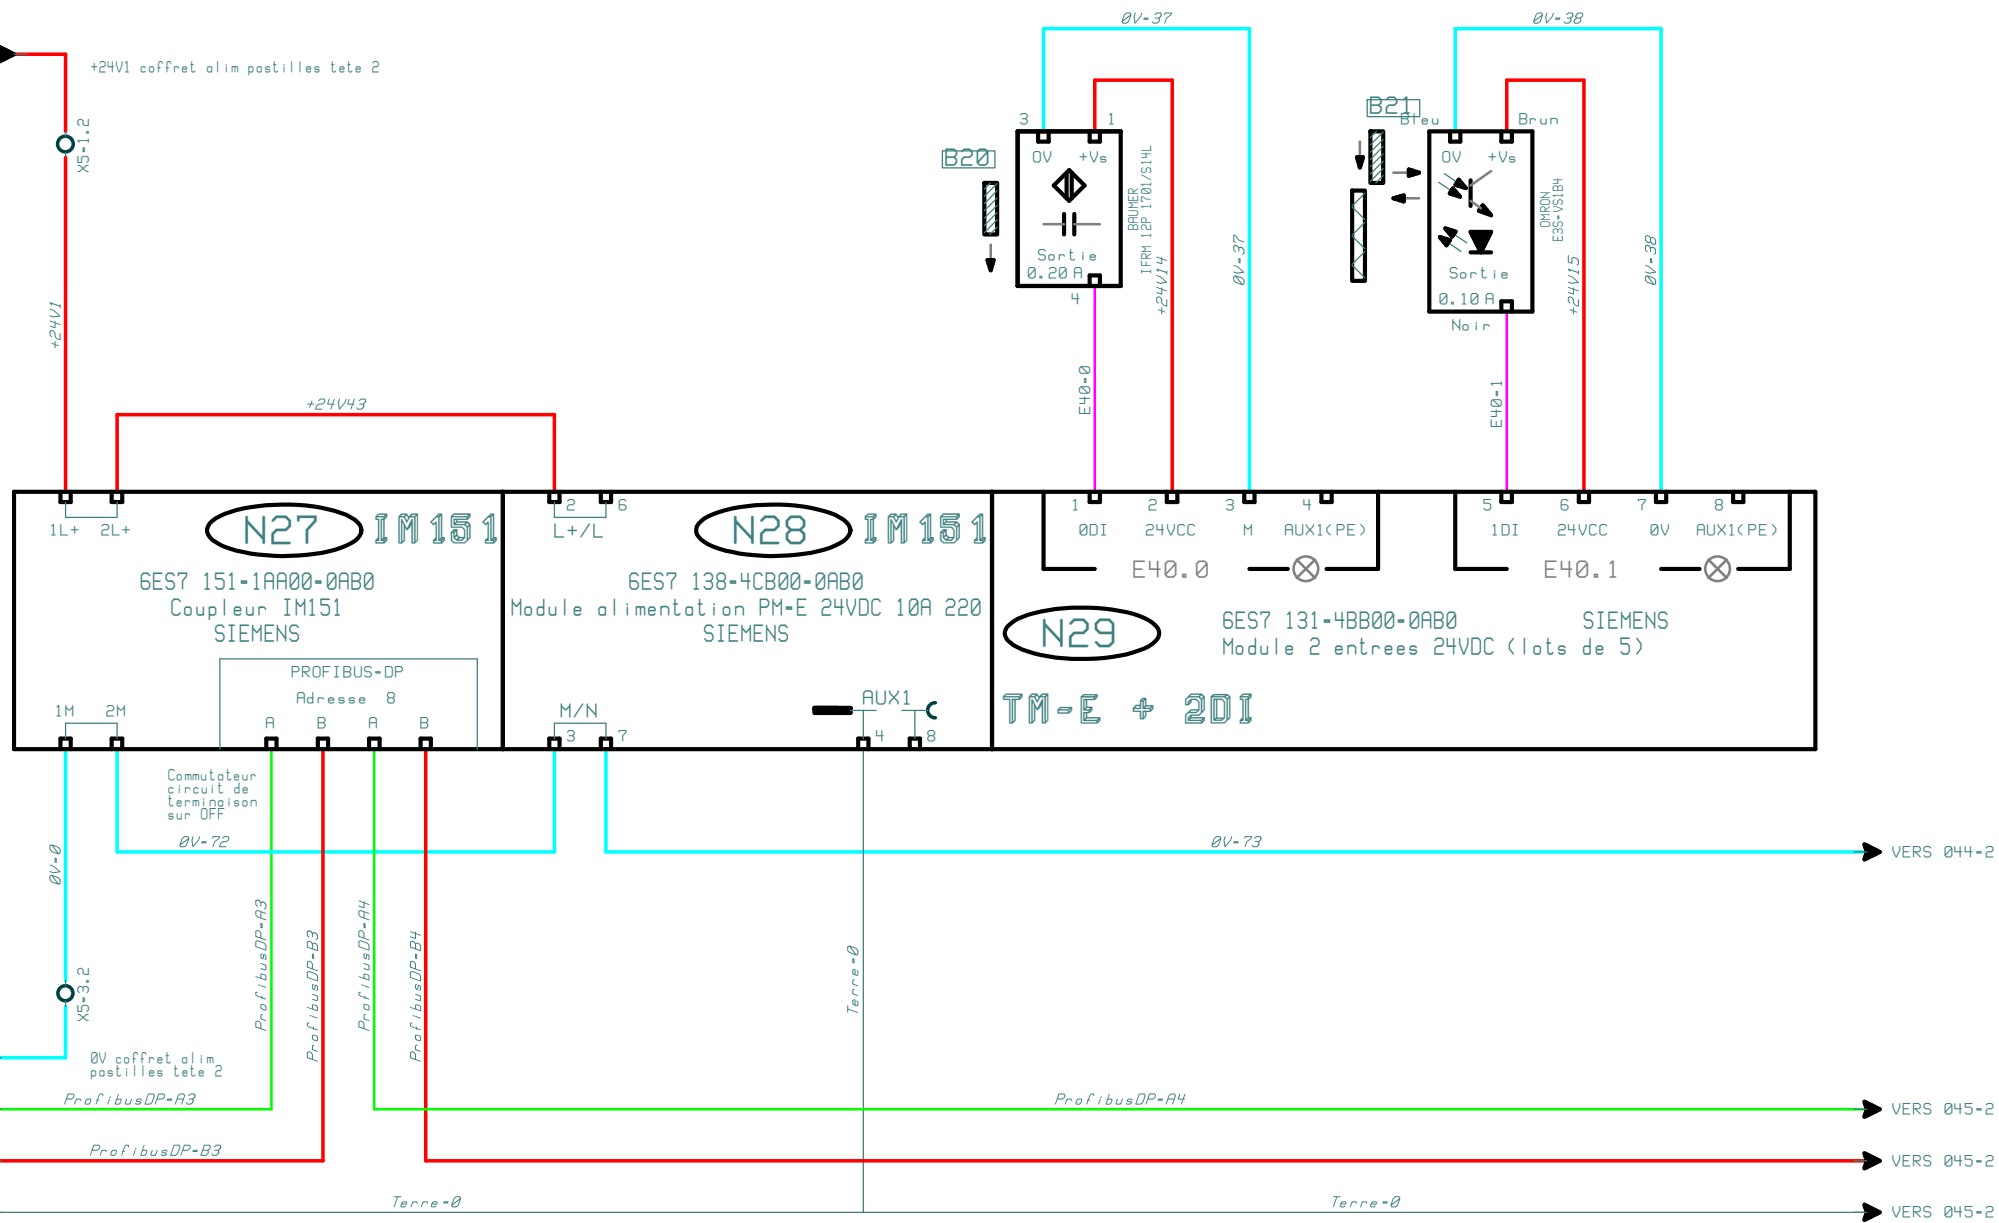 0V-37
0V-38
+24V1 coffret alim pastilles tete 2
X5-1.2
+24V1
+24V43
B20
3
1
0V
+Vs
Sortie
0.20 A
4
BAUMER
IFRM 12P 1701/S14L
+24V14
0V-37
E40-0
B21
Bleu
Brun
0V
+Vs
Sortie
0.10 A
Noir
OMRON
E3S-VS1B4
+24V15
0V-38
E40-1
1L+ 2L+
N27
IM151
6ES7 151-1AA00-0AB0
Coupleur IM151
SIEMENS
PROFIBUS-DP
Adresse 8
1M 2M
A B A B
2 6
L+/L
N28
IM151
6ES7 138-4CB00-0AB0
Module alimentation PM-E 24VDC 10A 220
SIEMENS
M/N
3 7
AUX1
4 8
1 2 3 4
0DI 24VCC M AUX1(PE)
E40.0
5 6 7 8
1DI 24VCC 0V AUX1(PE)
E40.1
N29
6ES7 131-4BB00-0AB0 SIEMENS
Module 2 entrees 24VDC (lots de 5)
TM-E + 2DI
Commutateur
circuit de
terminaison
sur OFF
0V-72
0V-73
VERS 044-2
0V-0
X5-3.2
ProfibusDP-A3
ProfibusDP-B3
ProfibusDP-A4
ProfibusDP-B4
Terre-0
0V coffret alim
pastilles tete 2
ProfibusDP-A3
ProfibusDP-A4
VERS 045-2
ProfibusDP-B3
VERS 045-2
Terre-0
Terre-0
VERS 045-2